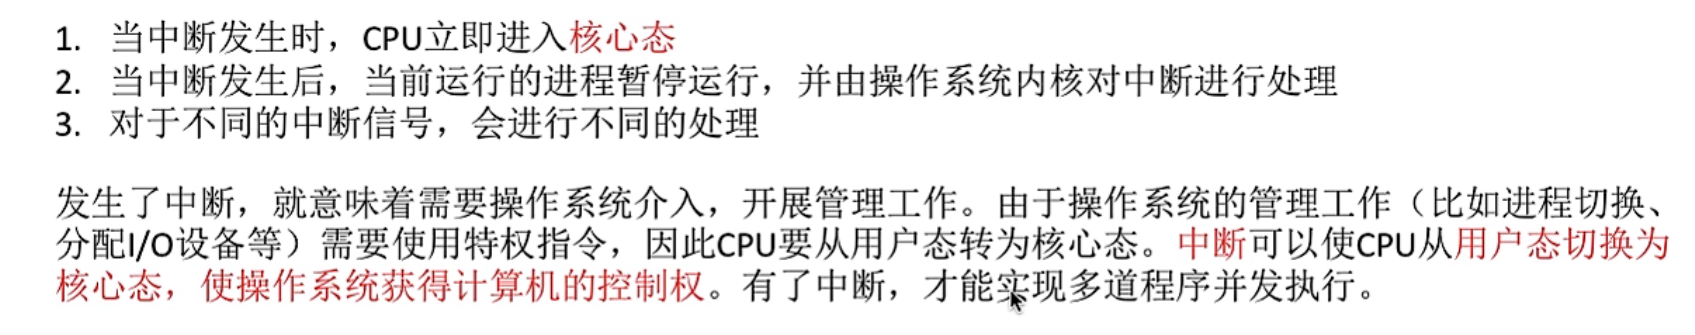 1. 当中断发生时，CPU立即进入核心态
2. 当中断发生后，当前运行的进程暂停运行，并由操作系统内核对中断进行处理
3. 对于不同的中断信号，会进行不同的处理
发生了中断，就意味着需要操作系统介入，开展管理工作。由于操作系统的管理工作（比如进程切换、
分配I/O设备等）需要使用特权指令，因此CPU要从用户态转为核心态。中断可以使CPU从用户态切换为
核心态，使操作系统获得计算机的控制权。有了中断，才能实现多道程序并发执行。